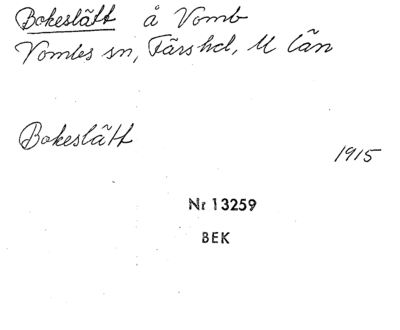 Bokeslätt å Vomb
Vombs sn, Färs hd, M län
Bokeslätt
1915
Nr 13259
BEK